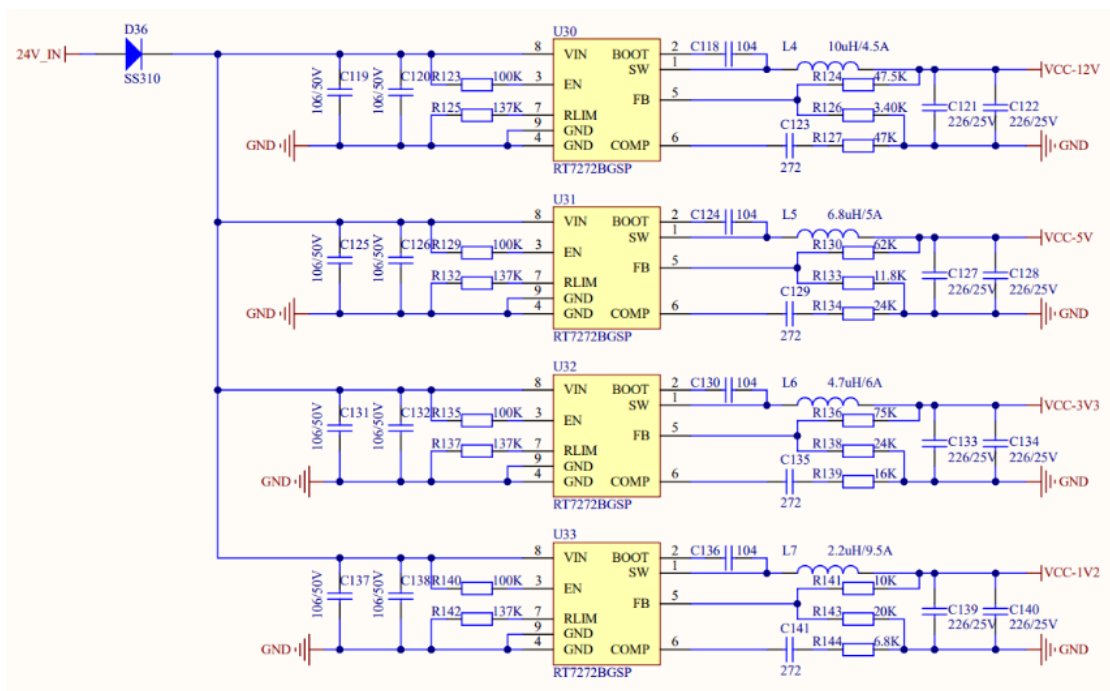 D36
24V_IN
SS310
U30
C119
106/50V
C120
106/50V
R123
100K
R125
137K
GND
8 VIN BOOT 2
SW 1
3 EN
FB 5
7 RLIM
9 GND
4 GND COMP 6
RT7272BGSP
C118 104
L4 10uH/4.5A
R124 47.5K
R126 3.40K
C123
R127 47K
272
C121
226/25V
C122
226/25V
VCC-12V
GND
U31
C125
106/50V
C126
106/50V
R129
100K
R132
137K
GND
8 VIN BOOT 2
SW 1
3 EN
FB 5
7 RLIM
9 GND
4 GND COMP 6
RT7272BGSP
C124 104
L5 6.8uH/5A
R130 62K
R133 11.8K
C129
R134 24K
272
C127
226/25V
C128
226/25V
VCC-5V
GND
U32
C131
106/50V
C132
106/50V
R135
100K
R137
137K
GND
8 VIN BOOT 2
SW 1
3 EN
FB 5
7 RLIM
9 GND
4 GND COMP 6
RT7272BGSP
C130 104
L6 4.7uH/6A
R136 75K
R138 24K
C135
R139 16K
272
C133
226/25V
C134
226/25V
VCC-3V3
GND
U33
C137
106/50V
C138
106/50V
R140
100K
R142
137K
GND
8 VIN BOOT 2
SW 1
3 EN
FB 5
7 RLIM
9 GND
4 GND COMP 6
RT7272BGSP
C136 104
L7 2.2uH/9.5A
R141 10K
R143 20K
C141
R144 6.8K
272
C139
226/25V
C140
226/25V
VCC-1V2
GND